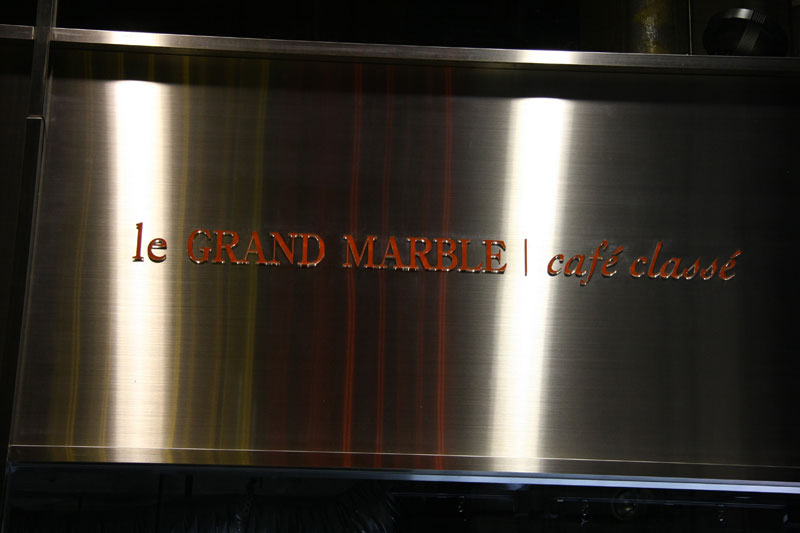 le GRAND MARBLE | café classé